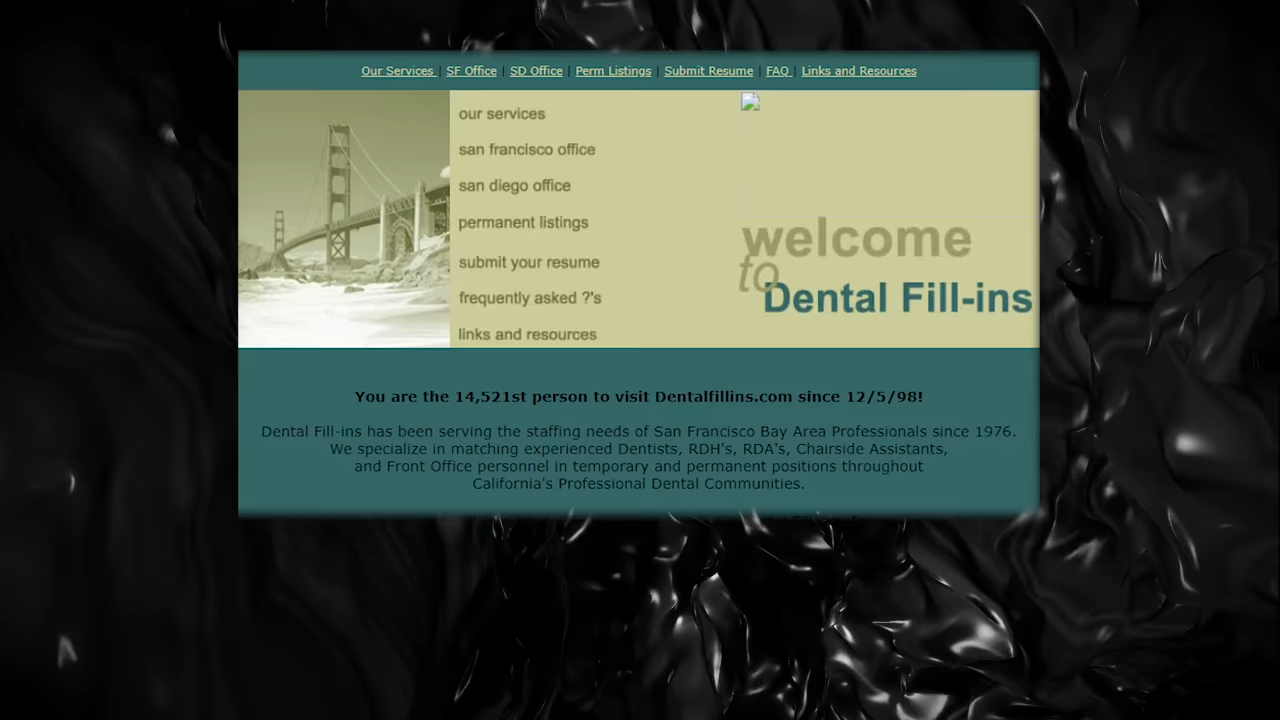 Our Services | SF Office | SD Office | Perm Listings | Submit Resume | FAQ | Links and Resources
our services
san francisco office
san diego office
permanent listings
submit your resume
frequently asked ?'s
links and resources
welcome
to
Dental Fill-ins
You are the 14,521st person to visit Dentalfillins.com since 12/5/98!
Dental Fill-ins has been serving the staffing needs of San Francisco Bay Area Professionals since 1976.
We specialize in matching experienced Dentists, RDH's, RDA's, Chairside Assistants,
and Front Office personnel in temporary and permanent positions throughout
California's Professional Dental Communities.